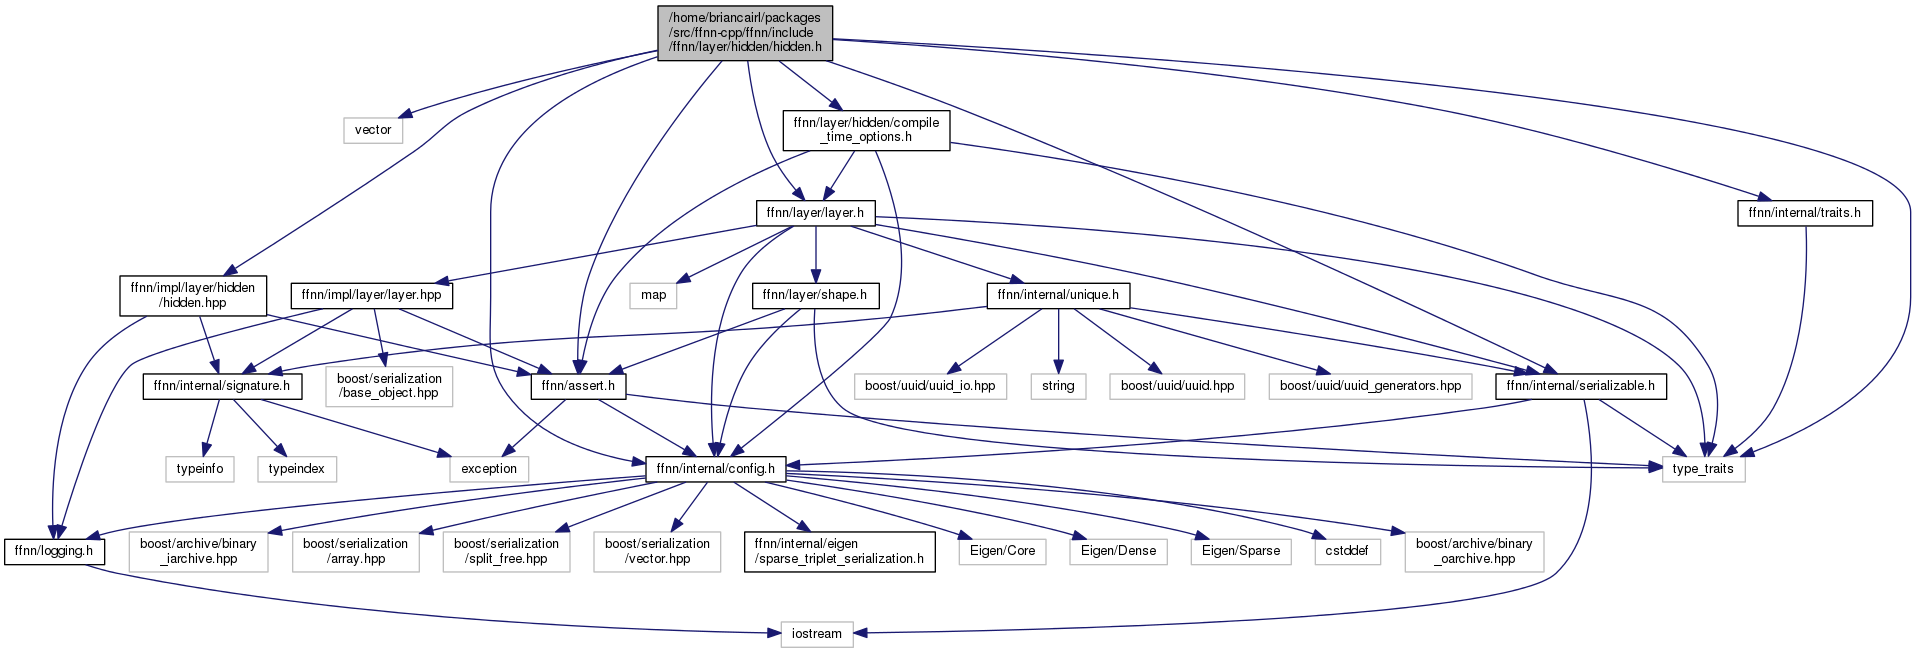 /home/briancairl/packages
/src/ffnn-cpp/ffnn/include
/ffnn/layer/hidden/hidden.h
vector
ffnn/layer/hidden/compile
_time_options.h
ffnn/layer/layer.h
ffnn/internal/traits.h
ffnn/impl/layer/hidden
/hidden.hpp
ffnn/impl/layer/layer.hpp
map
ffnn/layer/shape.h
ffnn/internal/unique.h
ffnn/internal/signature.h
boost/serialization
/base_object.hpp
ffnn/assert.h
boost/uuid/uuid_io.hpp
string
boost/uuid/uuid.hpp
boost/uuid/uuid_generators.hpp
ffnn/internal/serializable.h
typeinfo
typeindex
exception
ffnn/internal/config.h
type_traits
ffnn/logging.h
boost/archive/binary
_iarchive.hpp
boost/serialization
/array.hpp
boost/serialization
/split_free.hpp
boost/serialization
/vector.hpp
ffnn/internal/eigen
/sparse_triplet_serialization.h
Eigen/Core
Eigen/Dense
Eigen/Sparse
cstddef
boost/archive/binary
_oarchive.hpp
iostream